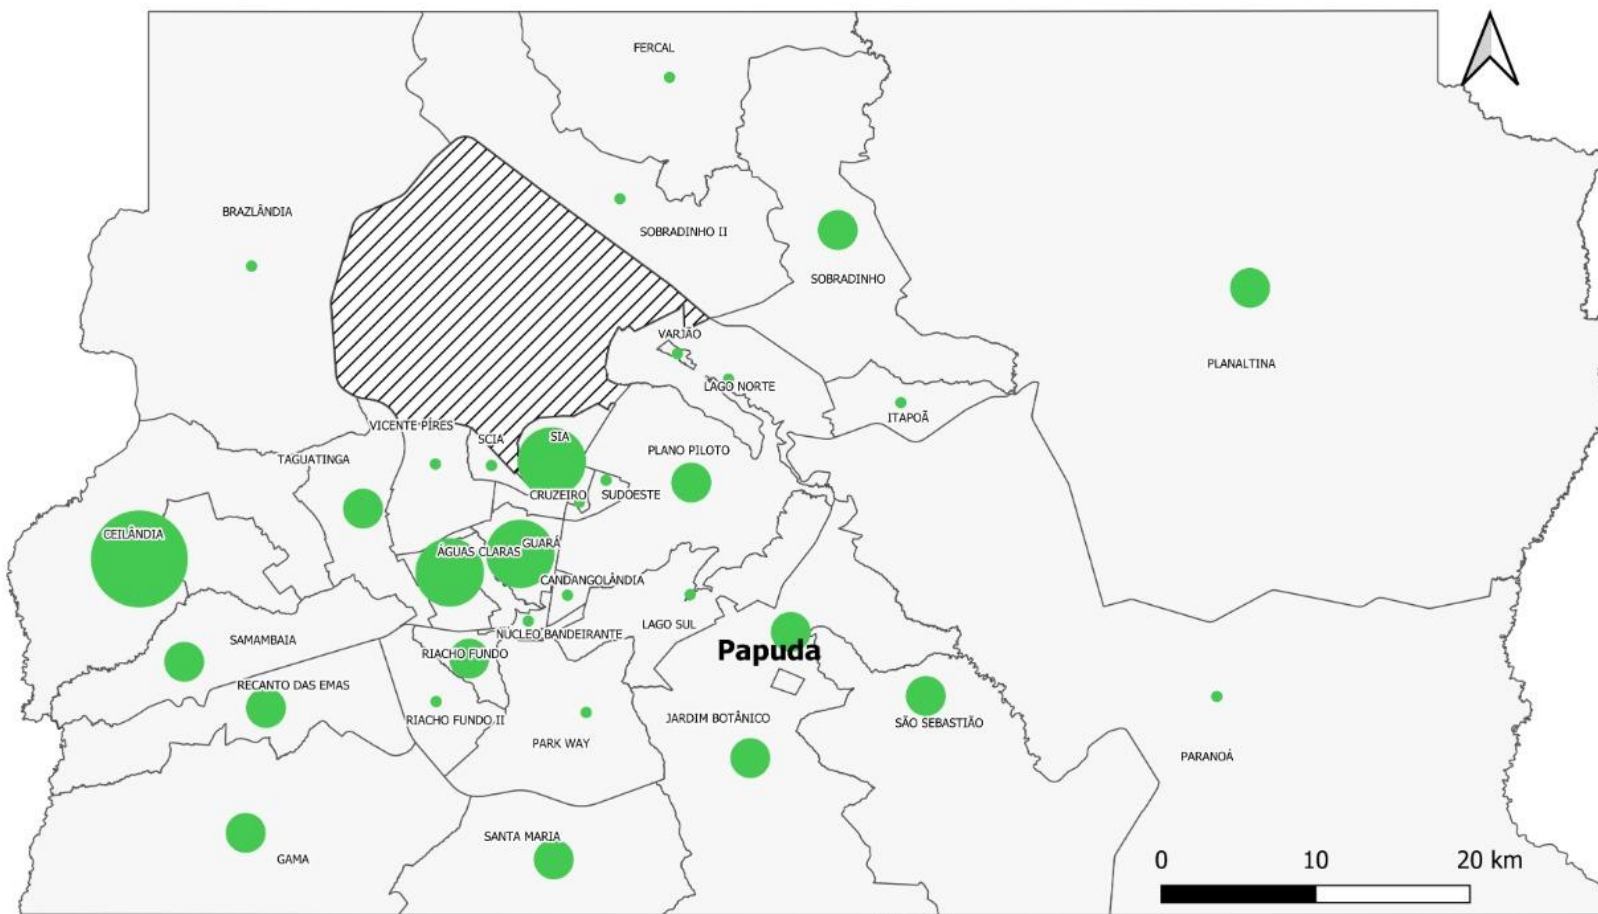 FERCAL
BRAZLÂNDIA
SOBRADINHO II
SOBRADINHO
VARJÃO
PLANALTINA
LAGO NORTE
ITAPOÃ
VICENTE PIRES
SCIA
SIA
TAGUATINGA
PLANO PILOTO
CRUZEIRO
SUDOESTE
CEILÂNDIA
ÁGUAS CLARAS
GUARÁ
CANDANGOLÂNDIA
LAGO SUL
NÚCLEO BANDEIRANTE
SAMAMBAIA
RIACHO FUNDO
Papuda
RECANTO DAS EMAS
RIACHO FUNDO II
JARDIM BOTÂNICO
SÃO SEBASTIÃO
PARK WAY
PARANOÁ
SANTA MARIA
GAMA
0 10 20 km